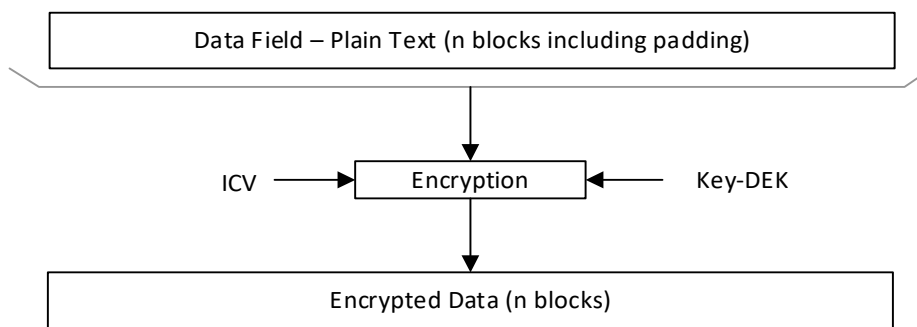 Data Field – Plain Text (n blocks including padding)
ICV
Encryption
Key-DEK
Encrypted Data (n blocks)